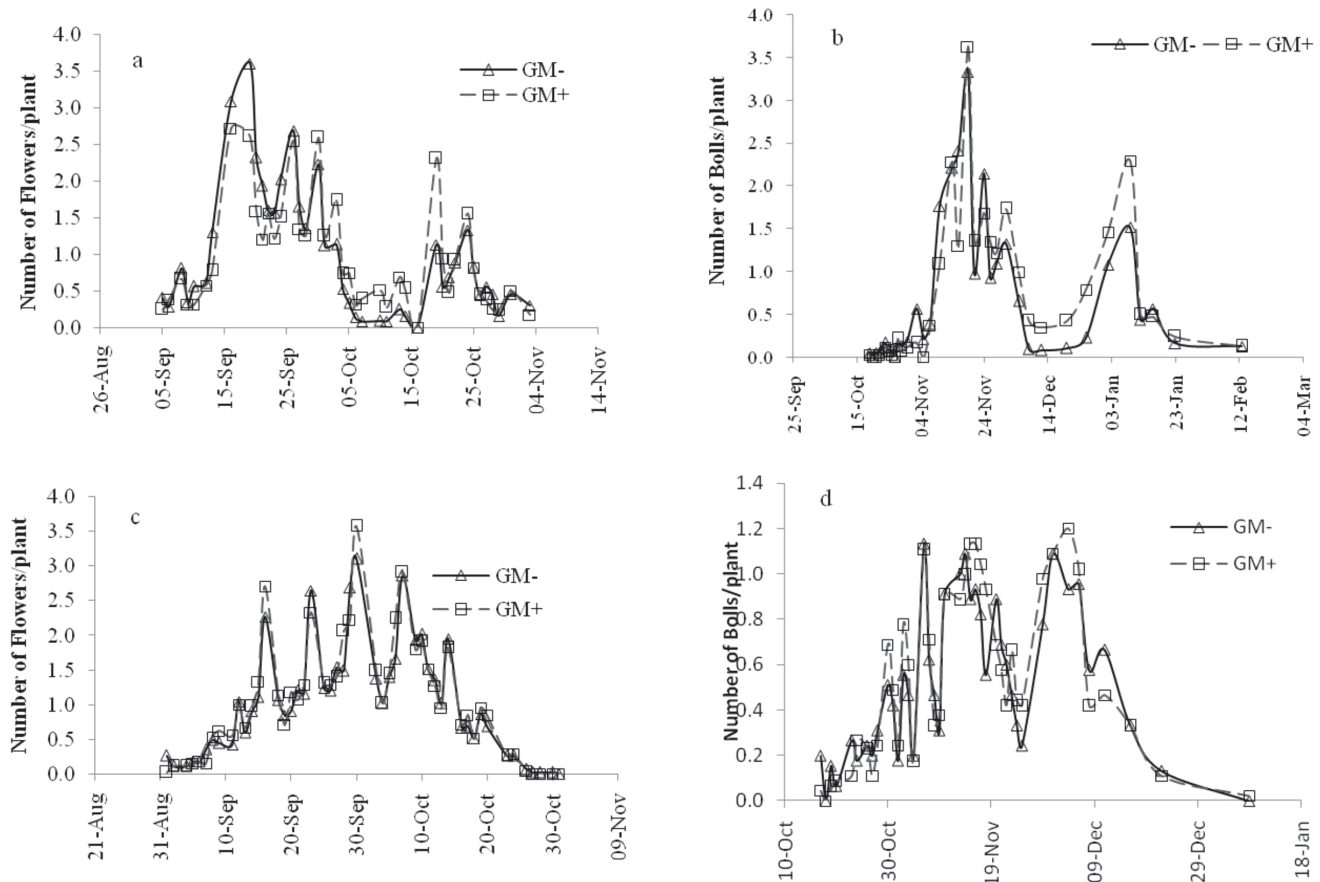 a
Number of Flowers/plant
4.0
3.5
3.0
2.5
2.0
1.5
1.0
0.5
0.0
26-Aug
05-Sep
15-Sep
25-Sep
05-Oct
15-Oct
25-Oct
04-Nov
14-Nov
GM-
GM+
b
Number of Bolls/plant
4.0
3.5
3.0
2.5
2.0
1.5
1.0
0.5
0.0
25-Sep
15-Oct
04-Nov
24-Nov
14-Dec
03-Jan
23-Jan
12-Feb
04-Mar
GM- GM+
c
Number of Flowers/plant
4.0
3.5
3.0
2.5
2.0
1.5
1.0
0.5
0.0
21-Aug
31-Aug
10-Sep
20-Sep
30-Sep
10-Oct
20-Oct
30-Oct
09-Nov
GM-
GM+
d
Number of Bolls/plant
1.4
1.2
1.0
0.8
0.6
0.4
0.2
0.0
10-Oct
30-Oct
19-Nov
09-Dec
29-Dec
18-Jan
GM-
GM+